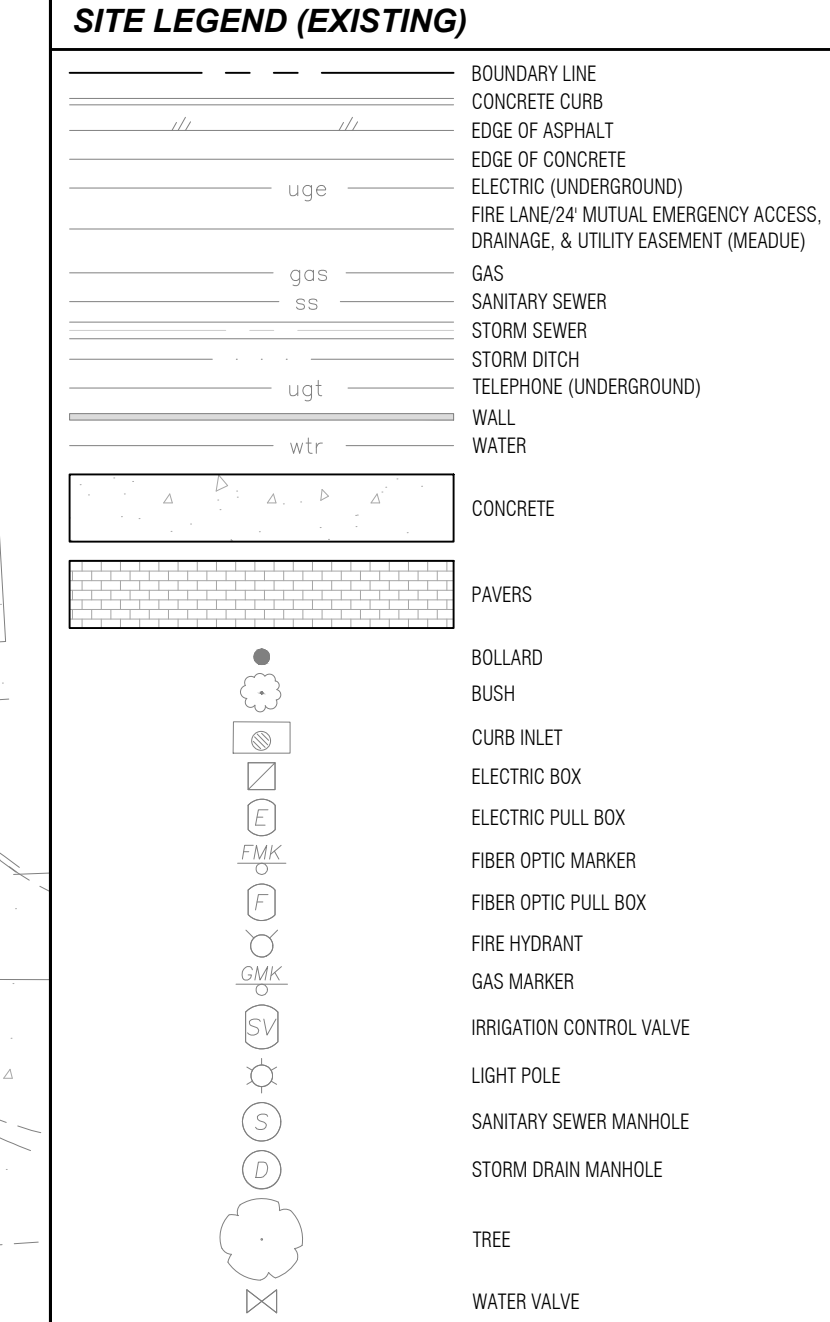 SITE LEGEND (EXISTING)
BOUNDARY LINE
CONCRETE CURB
EDGE OF ASPHALT
EDGE OF CONCRETE
uge ELECTRIC (UNDERGROUND)
FIRE LANE/24' MUTUAL EMERGENCY ACCESS,
DRAINAGE, & UTILITY EASEMENT (MEADUE)
gas GAS
ss SANITARY SEWER
STORM SEWER
STORM DITCH
ugt TELEPHONE (UNDERGROUND)
WALL
wtr WATER
CONCRETE
PAVERS
BOLLARD
BUSH
CURB INLET
ELECTRIC BOX
E ELECTRIC PULL BOX
FMK FIBER OPTIC MARKER
F FIBER OPTIC PULL BOX
FIRE HYDRANT
GMK GAS MARKER
SV IRRIGATION CONTROL VALVE
LIGHT POLE
S SANITARY SEWER MANHOLE
D STORM DRAIN MANHOLE
TREE
WATER VALVE